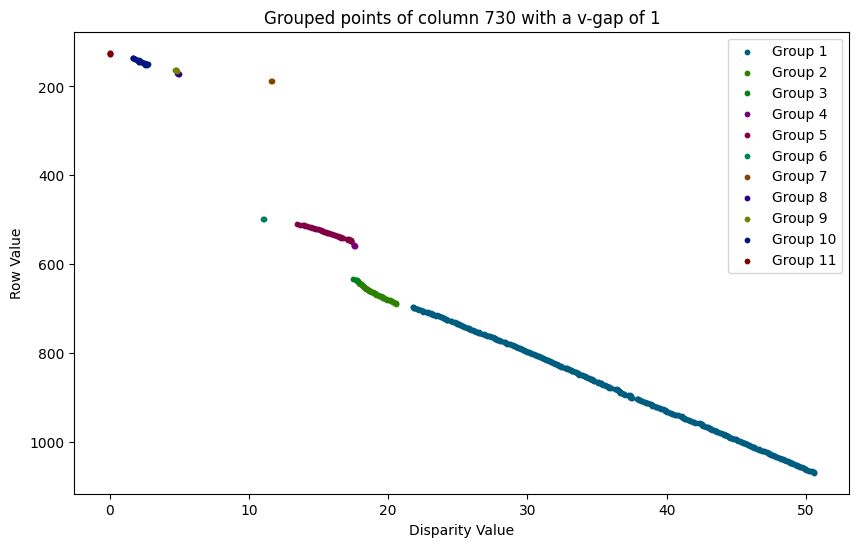 Grouped points of column 730 with a v-gap of 1
Group 1
Group 2
Group 3
Group 4
Group 5
Group 6
Group 7
Group 8
Group 9
Group 10
Group 11
200
400
600
800
1000
Row Value
0 10 20 30 40 50
Disparity Value